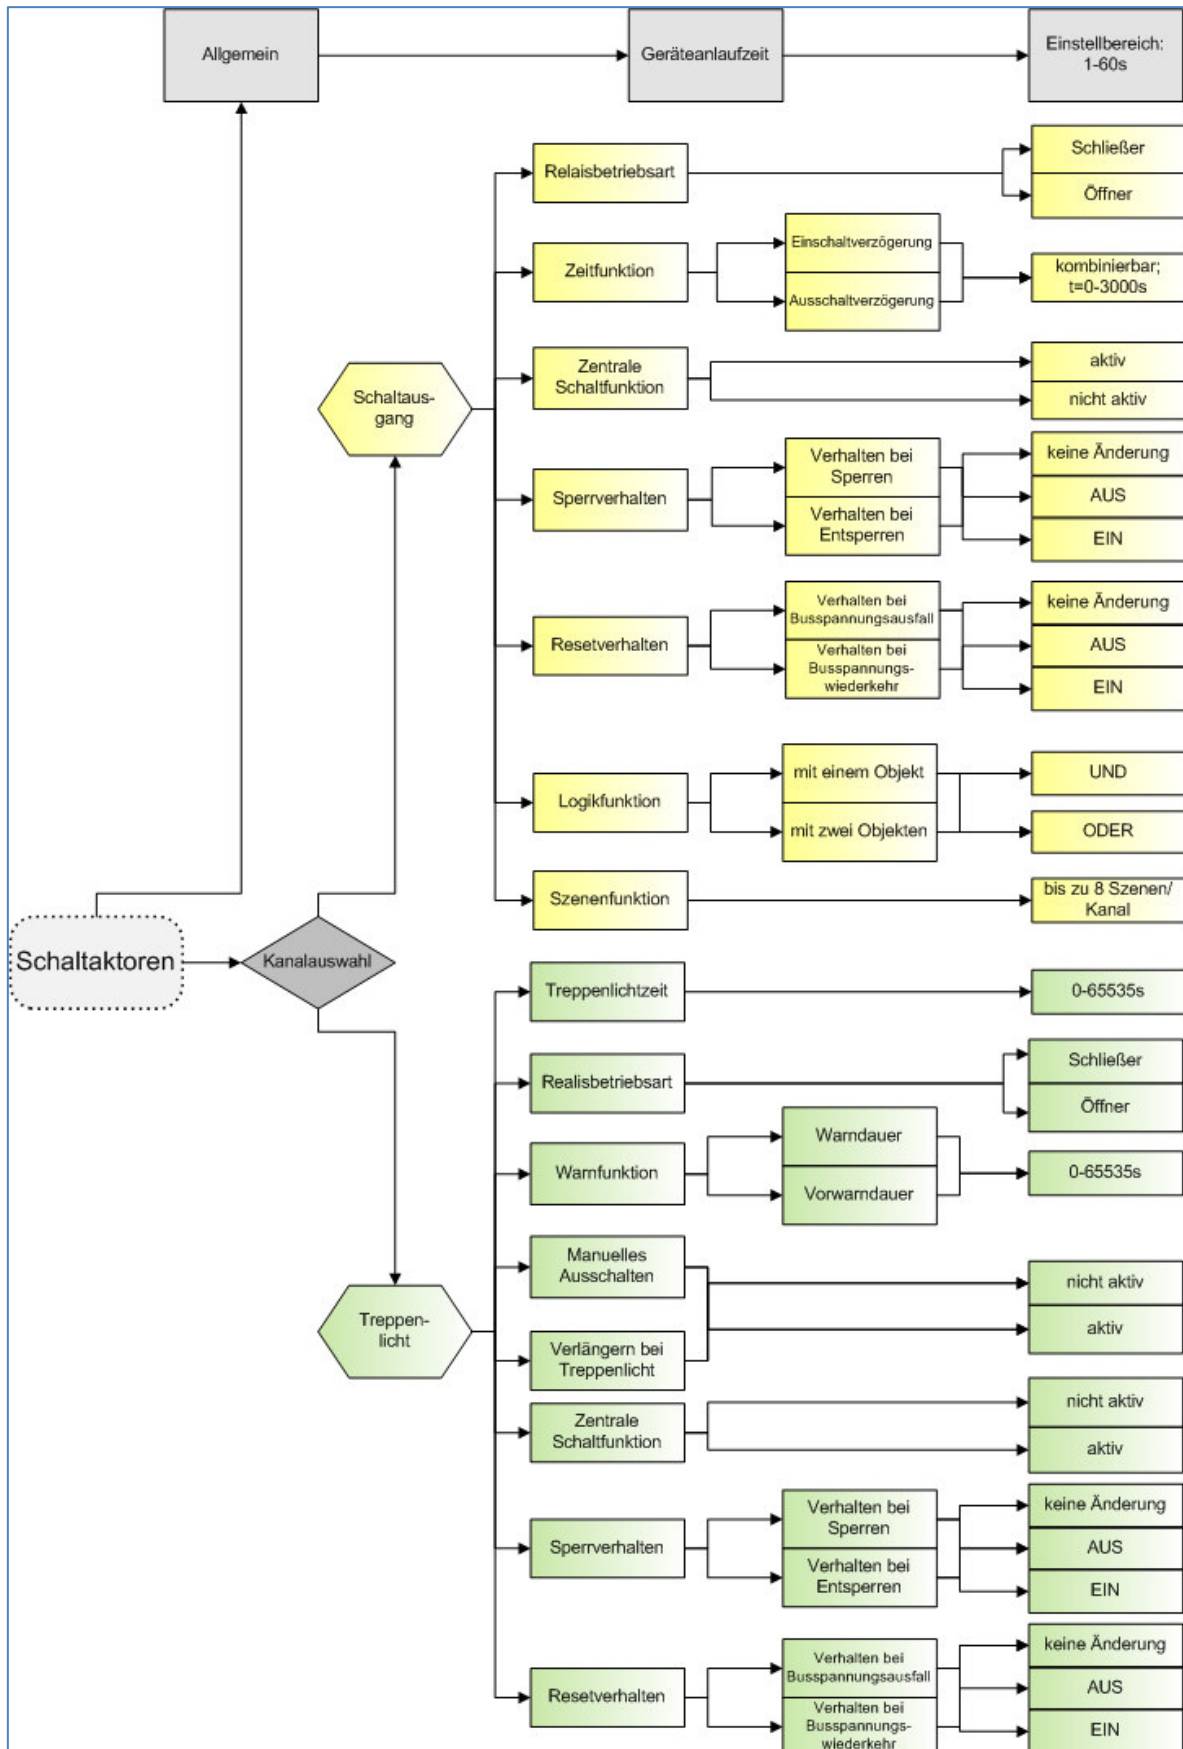 Allgemein
Geräteanlaufzeit
Einstellbereich:
1-60s
Relaisbetriebsart
Schließer
Öffner
Zeitfunktion
Einschaltverzögerung
Ausschaltverzögerung
kombinierbar;
t=0-3000s
Schaltaus-
gang
Zentrale
Schaltfunktion
aktiv
nicht aktiv
Sperrverhalten
Verhalten bei
Sperren
Verhalten bei
Entsperren
keine Änderung
AUS
EIN
Resetverhalten
Verhalten bei
Busspannungsausfall
Verhalten bei
Busspannungs-
wiederkehr
keine Änderung
AUS
EIN
Logikfunktion
mit einem Objekt
mit zwei Objekten
UND
ODER
Szenenfunktion
bis zu 8 Szenen/
Kanal
Schaltaktoren
Kanalauswahl
Treppenlichtzeit
0-65535s
Realisbetriebsart
Schließer
Öffner
Warnfunktion
Warndauer
Vorwarndauer
0-65535s
Treppen-
licht
Manuelles
Ausschalten
Verlängern bei
Treppenlicht
nicht aktiv
aktiv
Zentrale
Schaltfunktion
nicht aktiv
aktiv
Sperrverhalten
Verhalten bei
Sperren
Verhalten bei
Entsperren
keine Änderung
AUS
EIN
Resetverhalten
Verhalten bei
Busspannungsausfall
Verhalten bei
Busspannungs-
wiederkehr
keine Änderung
AUS
EIN